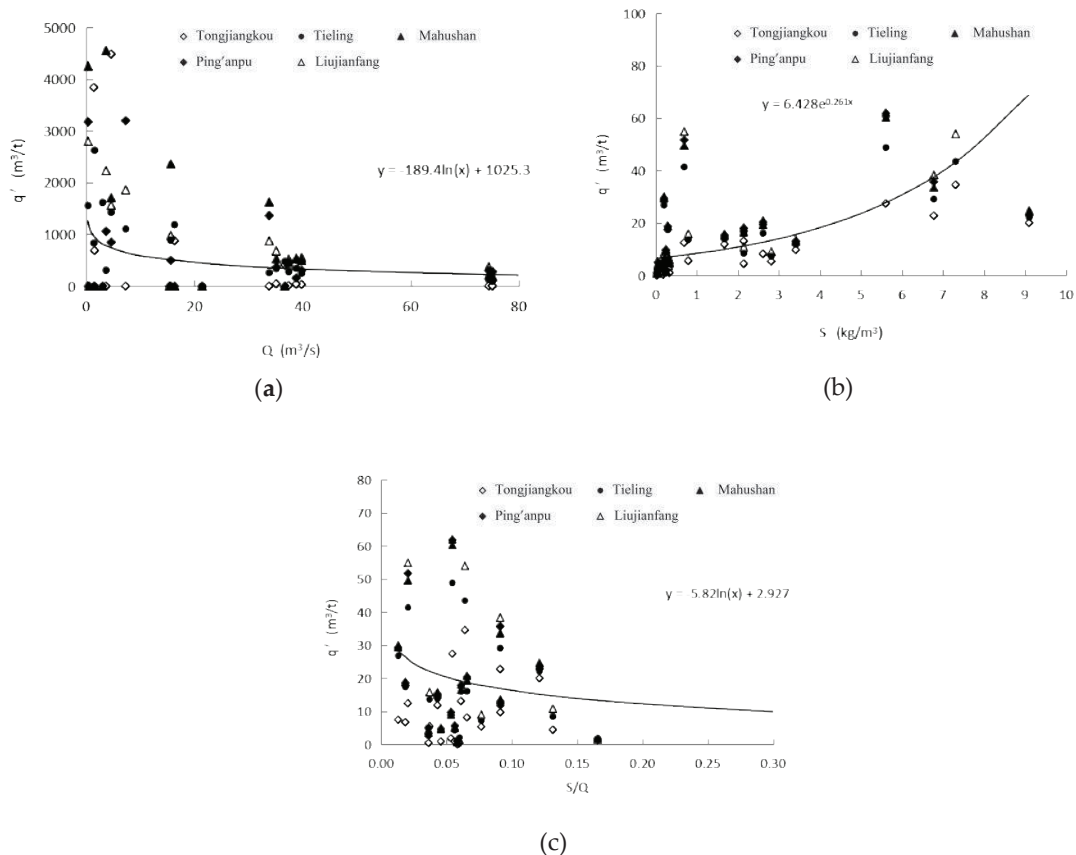 5000
4000
3000
2000
1000
0
q′ (m³/t)
Tongjiangkou Tieling Mahushan
Ping'anpu Liujianfang
y = -189.4ln(x) + 1025.3
0 20 40 60 80
Q (m³/s)
(a)
100
80
60
40
20
0
q′ (m³/t)
Tongjiangkou Tieling Mahushan
Ping'anpu Liujianfang
y = 6.428e^0.261x
0 1 2 3 4 5 6 7 8 9 10
S (kg/m³)
(b)
80
70
60
50
40
30
20
10
0
q′ (m³/t)
Tongjiangkou Tieling Mahushan
Ping'anpu Liujianfang
y = -5.82ln(x) + 2.927
0.00 0.05 0.10 0.15 0.20 0.25 0.30
S/Q
(c)